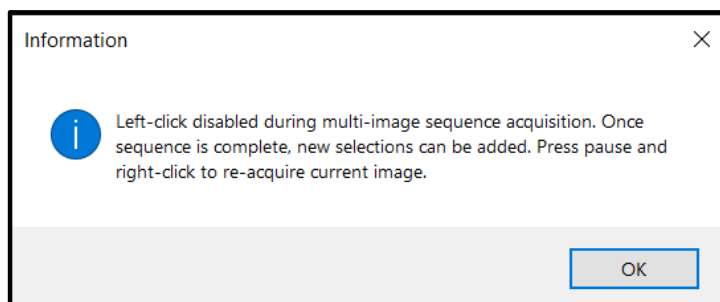 Information
Left-click disabled during multi-image sequence acquisition. Once
sequence is complete, new selections can be added. Press pause and
right-click to re-acquire current image.
OK